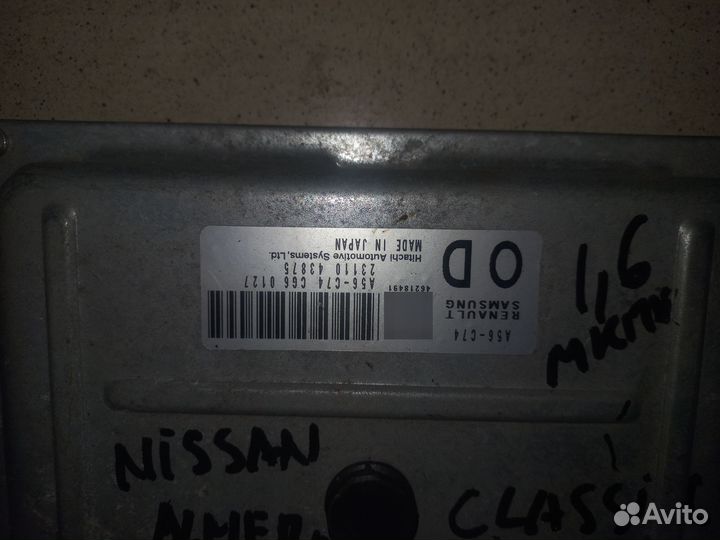 A56-C74
RENAULT
SAMSUNG
OD
46218491
A56-C74 C66 0127
23110 43875
Hitachi Automotive Systems, Ltd.
MADE IN JAPAN
1,6
NISSAN
Avito